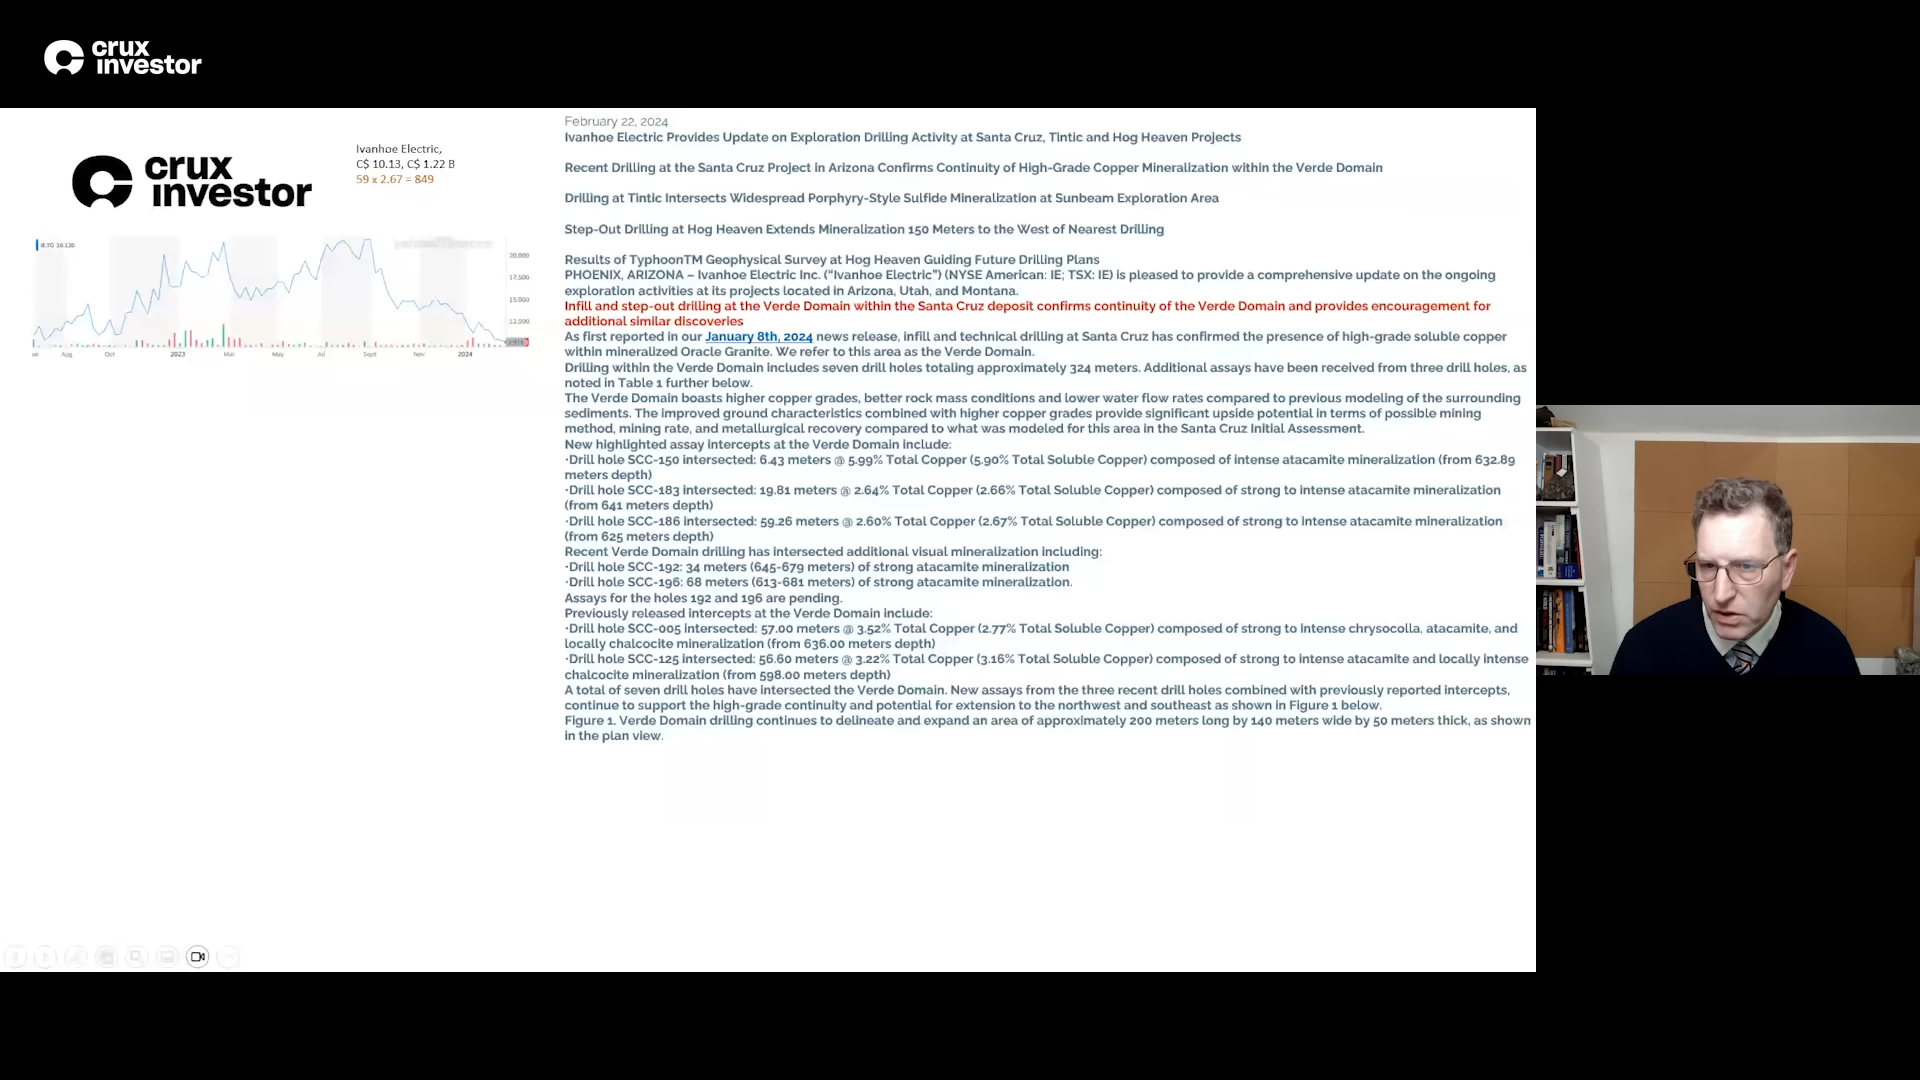 crux
investor
crux
investor
Ivanhoe Electric,
C$ 10.13, C$ 1.22 B
59 x 2.67 = 849
IE.TO 10.130
20.000
17.500
15.000
12.500
Aug
Oct
2023
Mar
May
Jul
Sept
Nov
2024
February 22, 2024
Ivanhoe Electric Provides Update on Exploration Drilling Activity at Santa Cruz, Tintic and Hog Heaven Projects
Recent Drilling at the Santa Cruz Project in Arizona Confirms Continuity of High-Grade Copper Mineralization within the Verde Domain
Drilling at Tintic Intersects Widespread Porphyry-Style Sulfide Mineralization at Sunbeam Exploration Area
Step-Out Drilling at Hog Heaven Extends Mineralization 150 Meters to the West of Nearest Drilling
Results of TyphoonTM Geophysical Survey at Hog Heaven Guiding Future Drilling Plans
PHOENIX, ARIZONA – Ivanhoe Electric Inc. (“Ivanhoe Electric”) (NYSE American: IE; TSX: IE) is pleased to provide a comprehensive update on the ongoing
exploration activities at its projects located in Arizona, Utah, and Montana.
Infill and step-out drilling at the Verde Domain within the Santa Cruz deposit confirms continuity of the Verde Domain and provides encouragement for
additional similar discoveries
As first reported in our January 8th, 2024 news release, infill and technical drilling at Santa Cruz has confirmed the presence of high-grade soluble copper
within mineralized Oracle Granite. We refer to this area as the Verde Domain.
Drilling within the Verde Domain includes seven drill holes totaling approximately 324 meters. Additional assays have been received from three drill holes, as
noted in Table 1 further below.
The Verde Domain boasts higher copper grades, better rock mass conditions and lower water flow rates compared to previous modeling of the surrounding
sediments. The improved ground characteristics combined with higher copper grades provide significant upside potential in terms of possible mining
method, mining rate, and metallurgical recovery compared to what was modeled for this area in the Santa Cruz Initial Assessment.
New highlighted assay intercepts at the Verde Domain include:
•Drill hole SCC-150 intersected: 6.43 meters @ 5.99% Total Copper (5.90% Total Soluble Copper) composed of intense atacamite mineralization (from 632.89
meters depth)
•Drill hole SCC-183 intersected: 19.81 meters @ 2.64% Total Copper (2.66% Total Soluble Copper) composed of strong to intense atacamite mineralization
(from 641 meters depth)
•Drill hole SCC-186 intersected: 59.26 meters @ 2.60% Total Copper (2.67% Total Soluble Copper) composed of strong to intense atacamite mineralization
(from 625 meters depth)
Recent Verde Domain drilling has intersected additional visual mineralization including:
•Drill hole SCC-192: 34 meters (645-679 meters) of strong atacamite mineralization
•Drill hole SCC-196: 68 meters (613-681 meters) of strong atacamite mineralization.
Assays for the holes 192 and 196 are pending.
Previously released intercepts at the Verde Domain include:
•Drill hole SCC-005 intersected: 57.00 meters @ 3.52% Total Copper (2.77% Total Soluble Copper) composed of strong to intense chrysocolla, atacamite, and
locally chalcocite mineralization (from 636.00 meters depth)
•Drill hole SCC-125 intersected: 56.60 meters @ 3.22% Total Copper (3.16% Total Soluble Copper) composed of strong to intense atacamite and locally intense
chalcocite mineralization (from 598.00 meters depth)
A total of seven drill holes have intersected the Verde Domain. New assays from the three recent drill holes combined with previously reported intercepts,
continue to support the high-grade continuity and potential for extension to the northwest and southeast as shown in Figure 1 below.
Figure 1. Verde Domain drilling continues to delineate and expand an area of approximately 200 meters long by 140 meters wide by 50 meters thick, as shown
in the plan view.